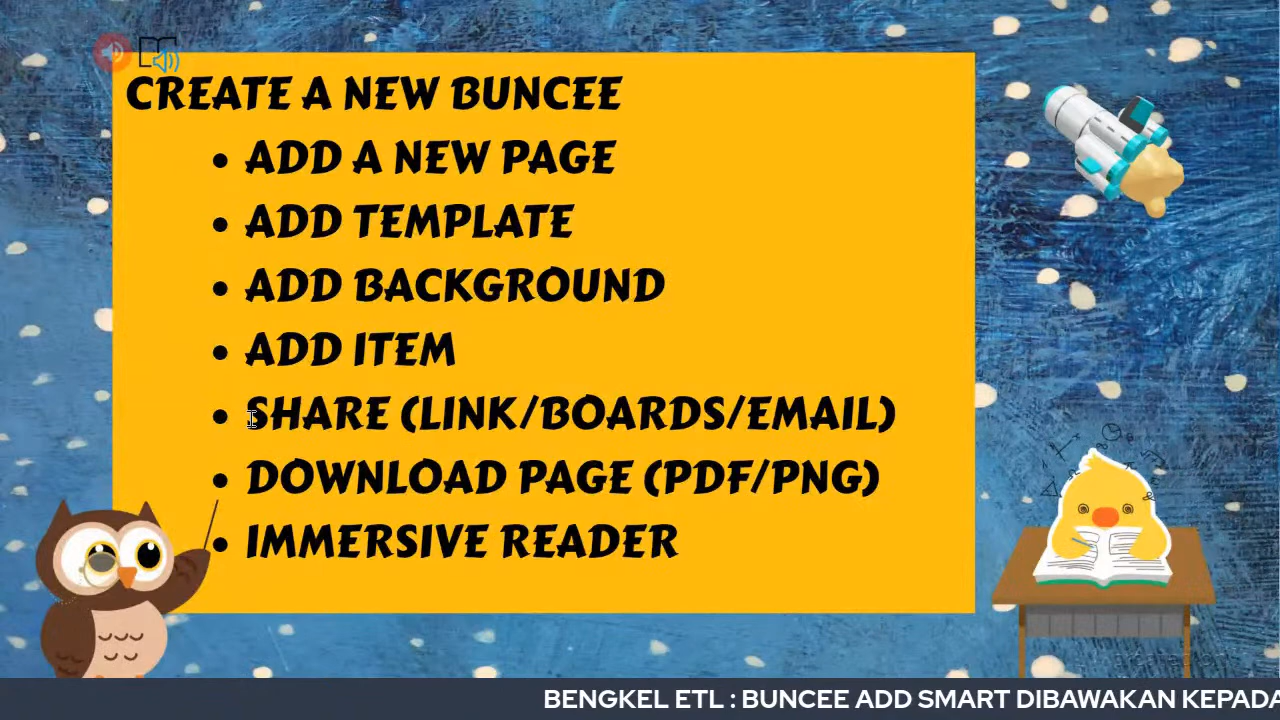 CREATE A NEW BUNCEE
• ADD A NEW PAGE
• ADD TEMPLATE
• ADD BACKGROUND
• ADD ITEM
• SHARE (LINK/BOARDS/EMAIL)
• DOWNLOAD PAGE (PDF/PNG)
• IMMERSIVE READER
BENGKEL ETL : BUNCEE ADD SMART DIBAWAKAN KEPADA